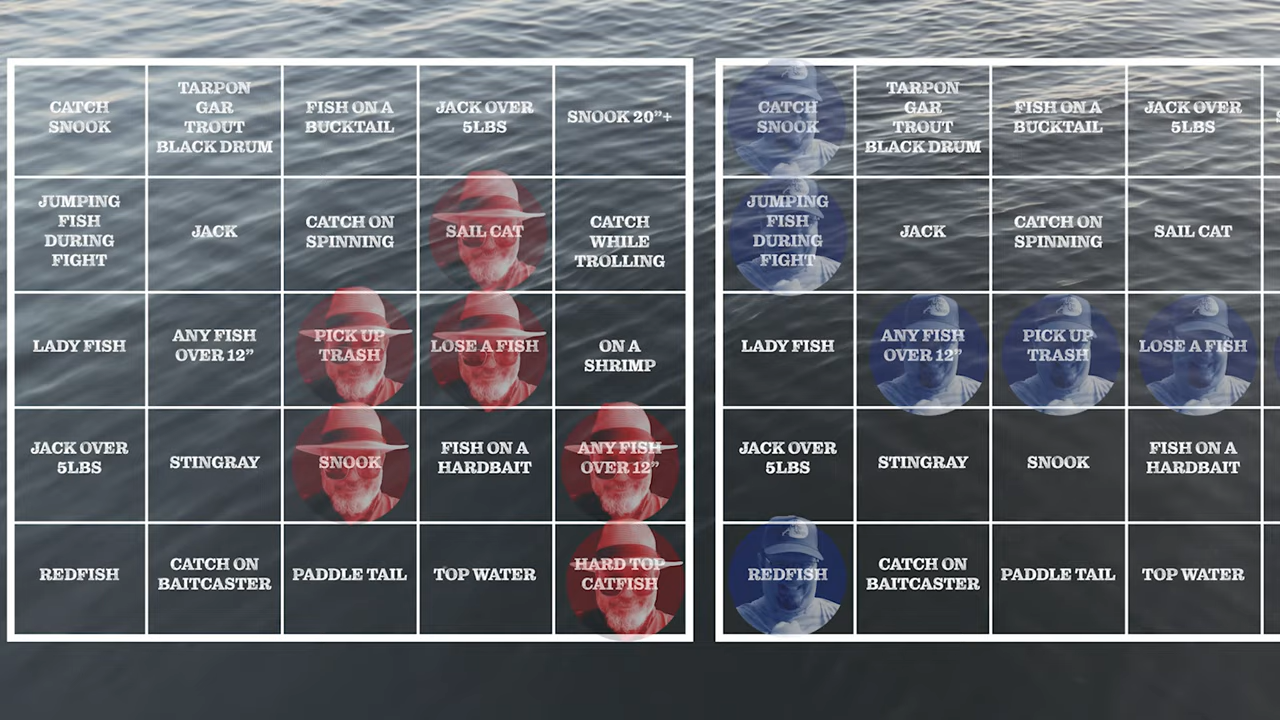 CATCH
SNOOK
TARPON
GAR
TROUT
BLACK DRUM
FISH ON A
BUCKTAIL
JACK OVER
5LBS
SNOOK 20”+
JUMPING
FISH
DURING
FIGHT
JACK
CATCH ON
SPINNING
SAIL CAT
CATCH
WHILE
TROLLING
LADY FISH
ANY FISH
OVER 12”
PICK UP
TRASH
LOSE A FISH
ON A
SHRIMP
JACK OVER
5LBS
STINGRAY
SNOOK
FISH ON A
HARDBAIT
ANY FISH
OVER 12”
REDFISH
CATCH ON
BAITCASTER
PADDLE TAIL
TOP WATER
HARD TOP
CATFISH
CATCH
SNOOK
TARPON
GAR
TROUT
BLACK DRUM
FISH ON A
BUCKTAIL
JACK OVER
5LBS
JUMPING
FISH
DURING
FIGHT
JACK
CATCH ON
SPINNING
SAIL CAT
LADY FISH
ANY FISH
OVER 12”
PICK UP
TRASH
LOSE A FISH
JACK OVER
5LBS
STINGRAY
SNOOK
FISH ON A
HARDBAIT
REDFISH
CATCH ON
BAITCASTER
PADDLE TAIL
TOP WATER